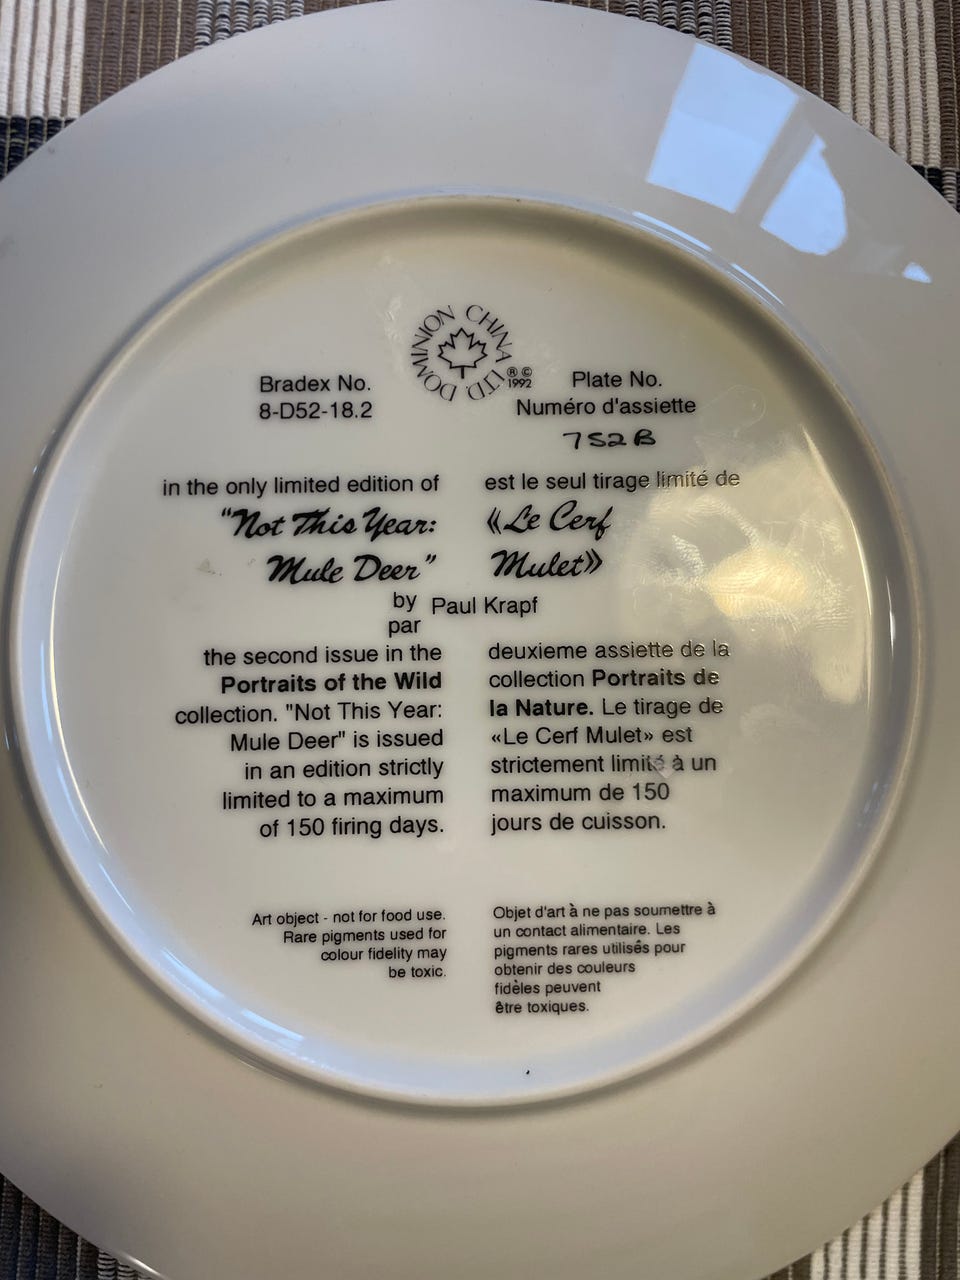 DOMINION CHINA LTD.
® ©
1992
Bradex No.
8-D52-18.2
Plate No.
Numéro d'assiette
752B
in the only limited edition of
"Not This Year:
Mule Deer"
est le seul tirage limité de
«Le Cerf
Mulet»
by
par
Paul Krapf
the second issue in the
Portraits of the Wild
collection. "Not This Year:
Mule Deer" is issued
in an edition strictly
limited to a maximum
of 150 firing days.
deuxieme assiette de la
collection Portraits de
la Nature. Le tirage de
«Le Cerf Mulet» est
strictement limité à un
maximum de 150
jours de cuisson.
Art object - not for food use.
Rare pigments used for
colour fidelity may
be toxic.
Objet d'art à ne pas soumettre à
un contact alimentaire. Les
pigments rares utilisés pour
obtenir des couleurs
fidèles peuvent
être toxiques.